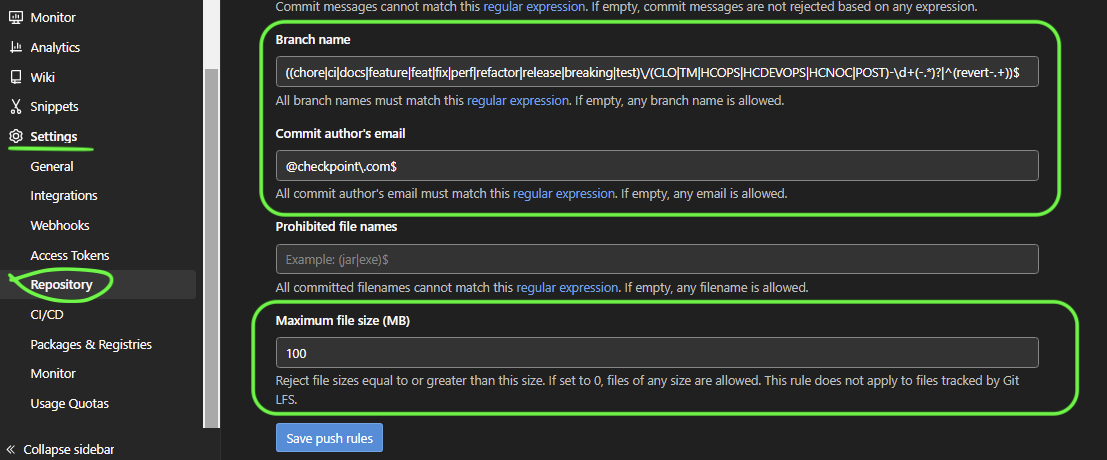 Monitor
Analytics
Wiki
Snippets
Settings
General
Integrations
Webhooks
Access Tokens
Repository
CI/CD
Packages & Registries
Monitor
Usage Quotas
« Collapse sidebar
Commit messages cannot match this regular expression. If empty, commit messages are not rejected based on any expression.
Branch name
((chore|ci|docs|feature|feat|fix|perf|refactor|release|breaking|test)\/(CLO|TM|HCOPS|HCDEVOPS|HCNOC|POST)-\d+(-.*)?|^(revert-.+))$
All branch names must match this regular expression. If empty, any branch name is allowed.
Commit author's email
@checkpoint\.com$
All commit author's email must match this regular expression. If empty, any email is allowed.
Prohibited file names
Example: (jar|exe)$
All committed filenames cannot match this regular expression. If empty, any filename is allowed.
Maximum file size (MB)
100
Reject file sizes equal to or greater than this size. If set to 0, files of any size are allowed. This rule does not apply to files tracked by Git
LFS.
Save push rules